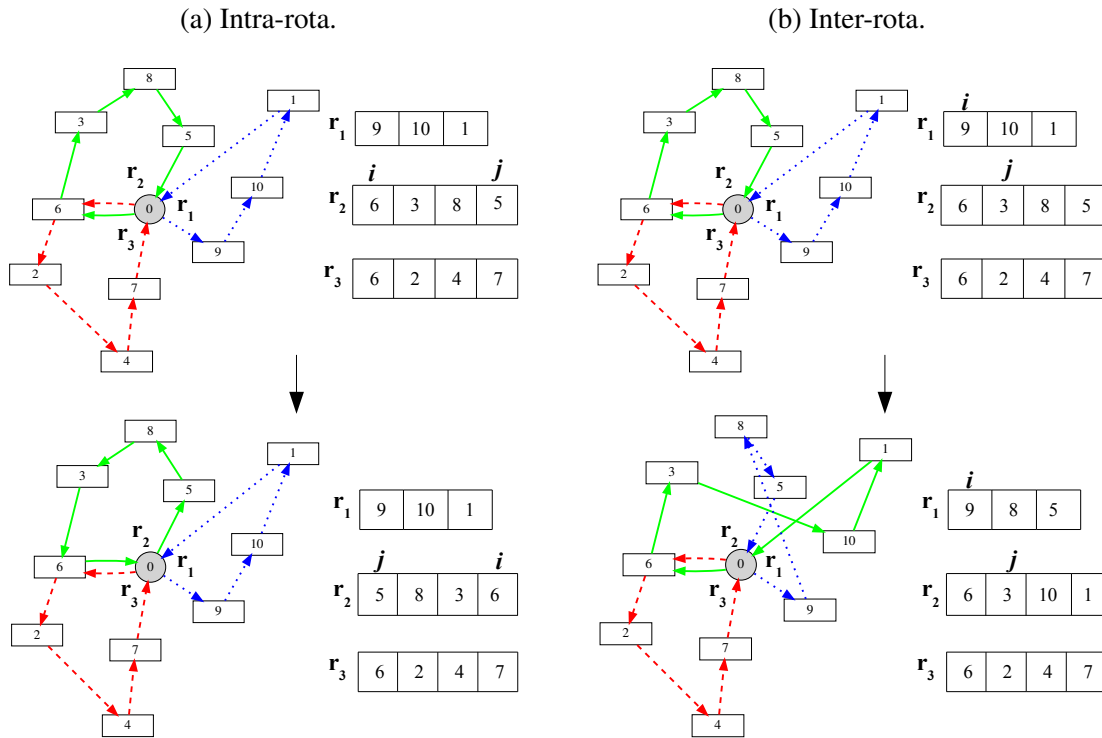 (a) Intra-rota.
8
3
1
5
r2
10
6
0
r1
r3
9
2
7
4
r1 9 10 1
i j
r2 6 3 8 5
r3 6 2 4 7
8
3
1
5
r2
10
6
0
r1
r3
9
2
7
4
r1 9 10 1
j i
r2 5 8 3 6
r3 6 2 4 7
(b) Inter-rota.
8
3
1
5
r2
10
6
0
r1
r3
9
2
7
4
i
r1 9 10 1
j
r2 6 3 8 5
r3 6 2 4 7
8
1
3
5
r2
10
6
0
r1
r3
9
2
7
4
i
r1 9 8 5
j
r2 6 3 10 1
r3 6 2 4 7